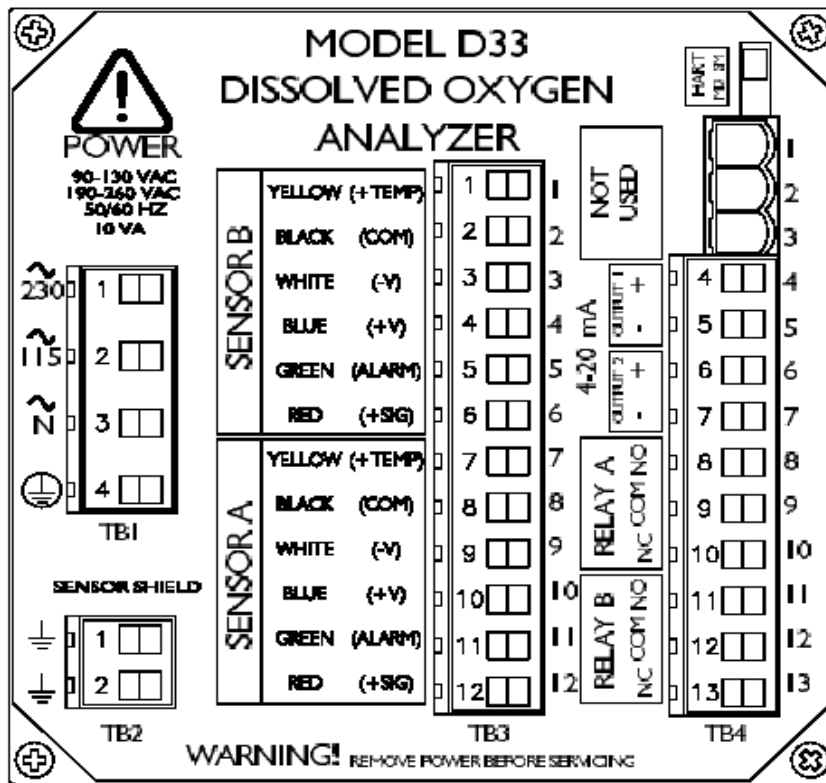 MODEL D33
DISSOLVED OXYGEN
ANALYZER
POWER
90-130 VAC
190-260 VAC
50/60 HZ
10 VA
~
230 1
~
115 2
~
N 3
4
TB1
SENSOR SHIELD
1
2
TB2
SENSOR B
YELLOW (+TEMP) 1 1
BLACK (COM) 2 2
WHITE (-V) 3 3
BLUE (+V) 4 4
GREEN (ALARM) 5 5
RED (+SIG) 6 6
SENSOR A
YELLOW (+TEMP) 7 7
BLACK (COM) 8 8
WHITE (-V) 9 9
BLUE (+V) 10 10
GREEN (ALARM) 11 11
RED (+SIG) 12 12
TB3
HART
NOT
USED
1
2
3
4-20 mA
OUTPUT 1
+ 4 4
- 5 5
OUTPUT 2
+ 6 6
- 7 7
RELAY A
NO 8 8
COM 9 9
NC 10 10
RELAY B
NO 11 11
COM 12 12
NC 13 13
TB4
WARNING! REMOVE POWER BEFORE SERVICING